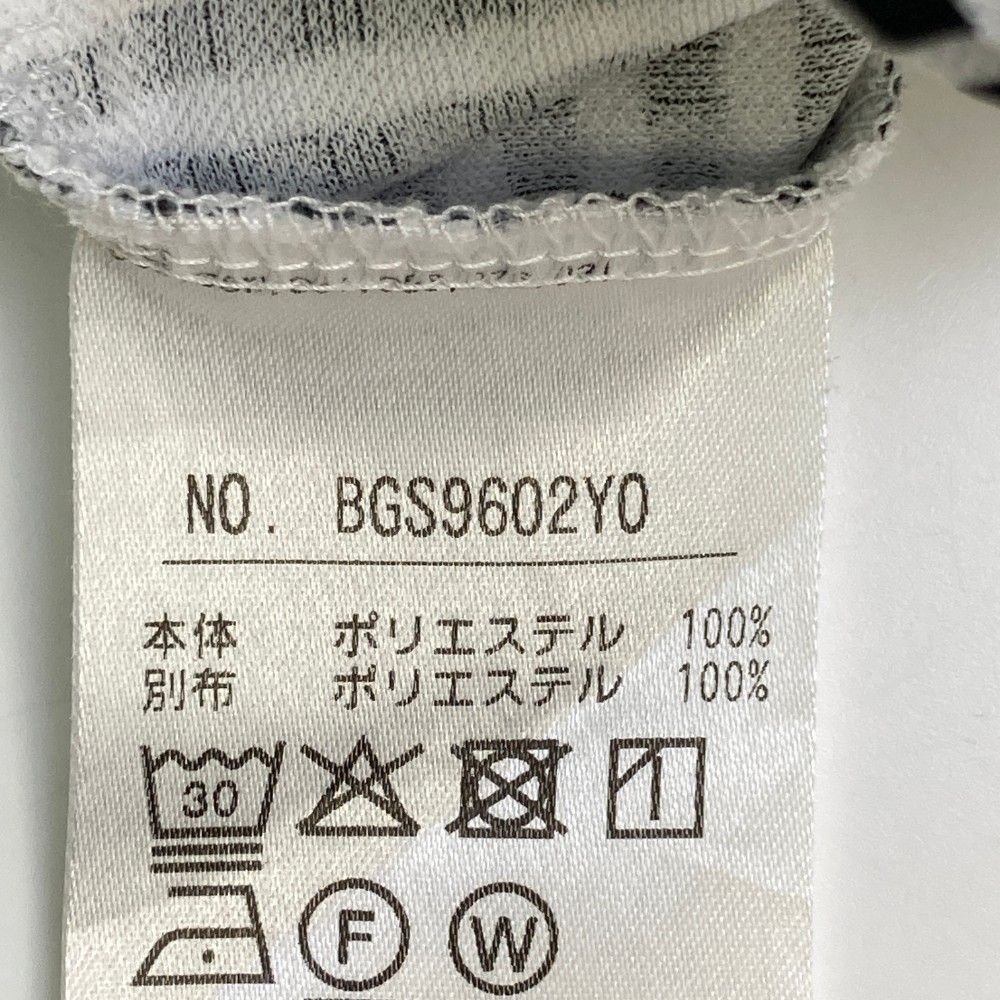 NO. BGS9602Y0
本体 ポリエステル 100%
別布 ポリエステル 100%
30
F W